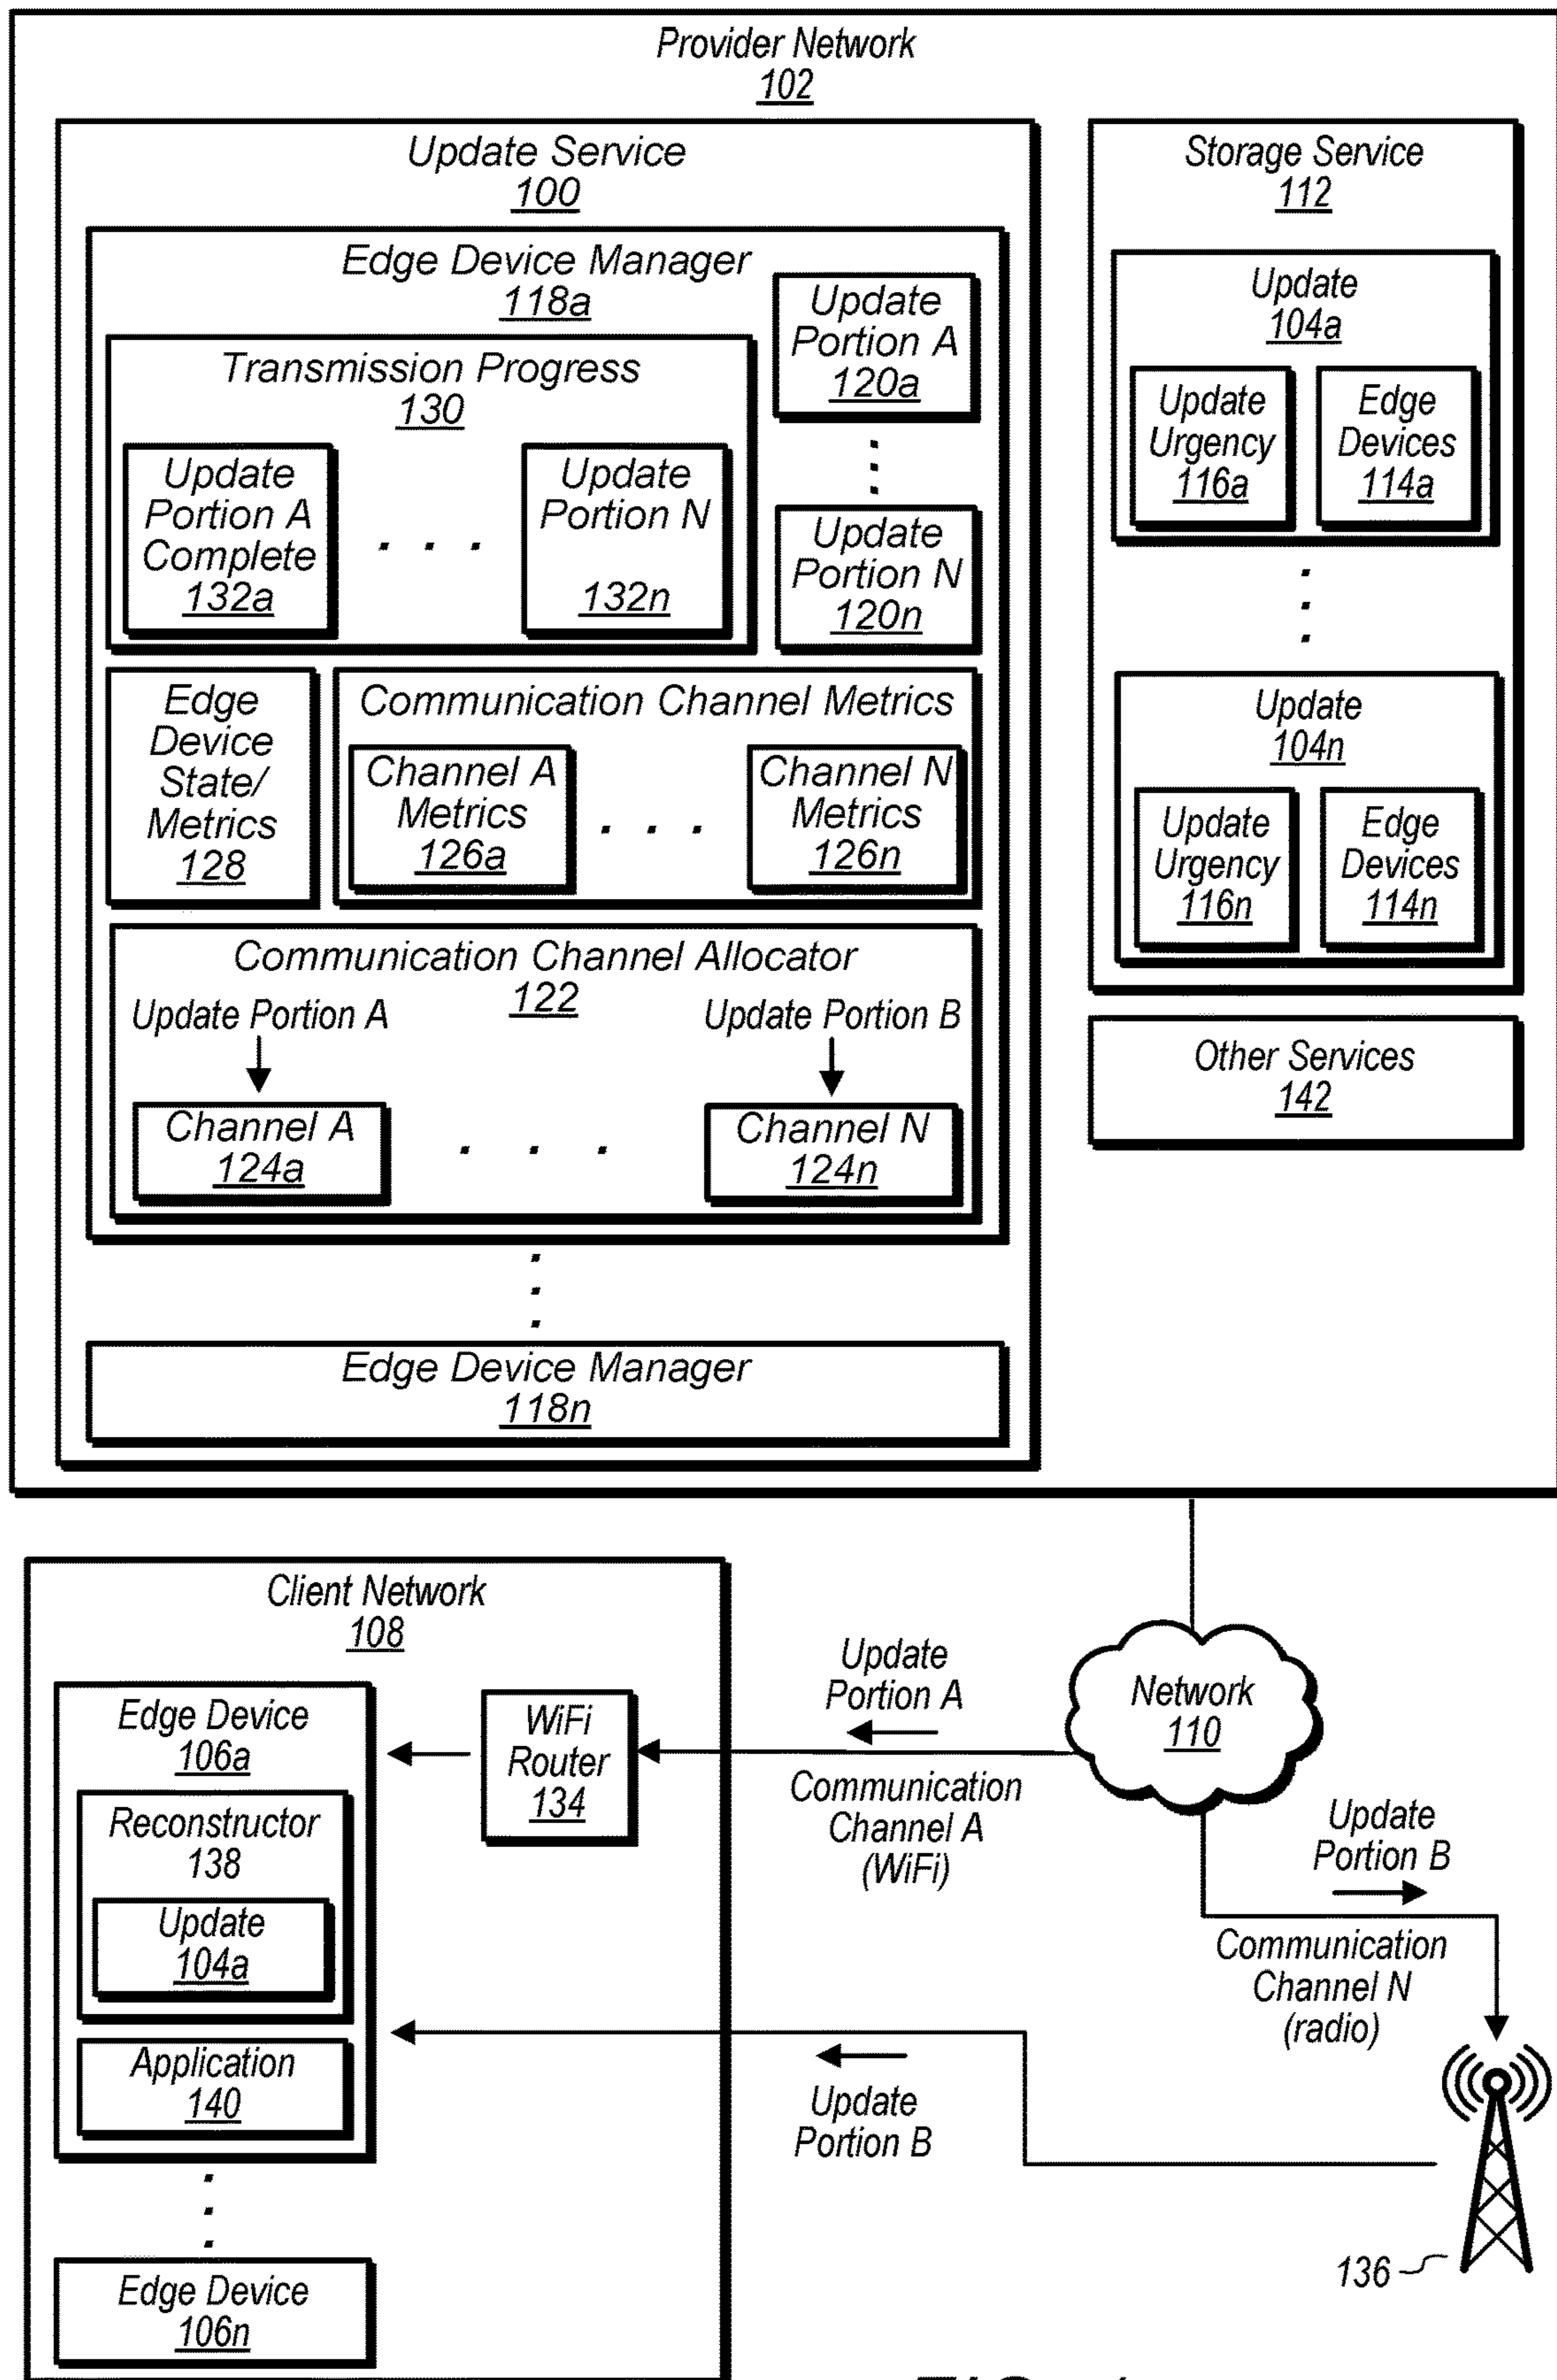 Provider Network
102
Update Service
100
Edge Device Manager
118a
Transmission Progress
130
Update
Portion A
Complete
132a
. . .
Update
Portion N
132n
Update
Portion A
120a
Update
Portion N
120n
Edge
Device
State/
Metrics
128
Communication Channel Metrics
Channel A
Metrics
126a
. . .
Channel N
Metrics
126n
Communication Channel Allocator
122
Update Portion A
Update Portion B
Channel A
124a
. . .
Channel N
124n
Edge Device Manager
118n
Storage Service
112
Update
104a
Update
Urgency
116a
Edge
Devices
114a
Update
104n
Update
Urgency
116n
Edge
Devices
114n
Other Services
142
Client Network
108
Edge Device
106a
Reconstructor
138
Update
104a
Application
140
Edge Device
106n
WiFi
Router
134
Update
Portion A
Communication
Channel A
(WiFi)
Network
110
Update
Portion B
Communication
Channel N
(radio)
Update
Portion B
136